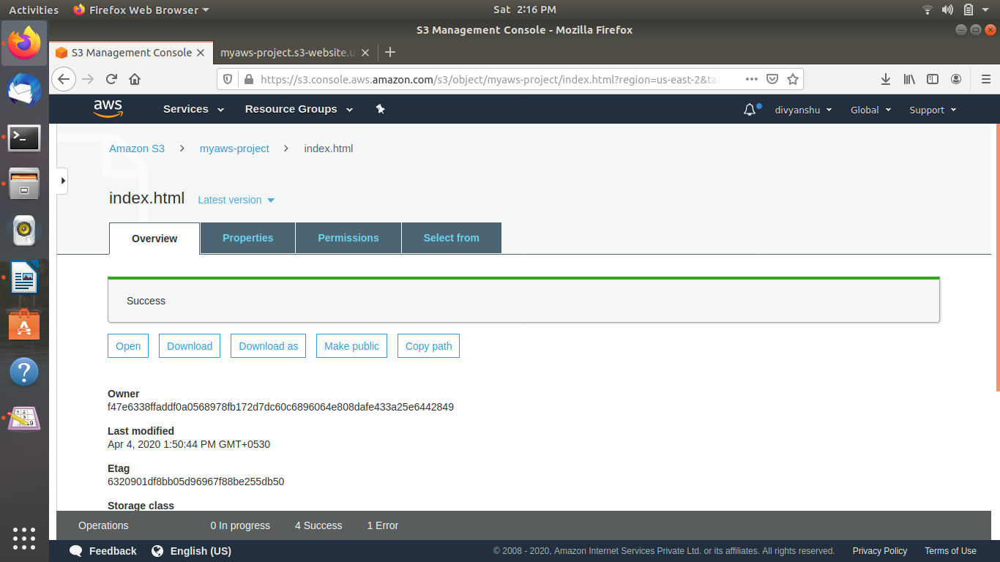 Activities Firefox Web Browser Sat 2:16 PM
S3 Management Console - Mozilla Firefox
S3 Management Console myaws-project.s3-website.u
https://s3.console.aws.amazon.com/s3/object/myaws-project/index.html?region=us-east-2&ta
aws Services Resource Groups divyanshu Global Support
Amazon S3 myaws-project index.html
index.html Latest version
Overview Properties Permissions Select from
Success
Open Download Download as Make public Copy path
Owner
f47e6338ffaddf0a0568978fb172d7dc60c6896064e808dafe433a25e6442849
Last modified
Apr 4, 2020 1:50:44 PM GMT+0530
Etag
6320901df8bb05d96967f88be255db50
Storage class
Operations 0 In progress 4 Success 1 Error
Feedback English (US) © 2008 - 2020, Amazon Internet Services Private Ltd. or its affiliates. All rights reserved. Privacy Policy Terms of Use